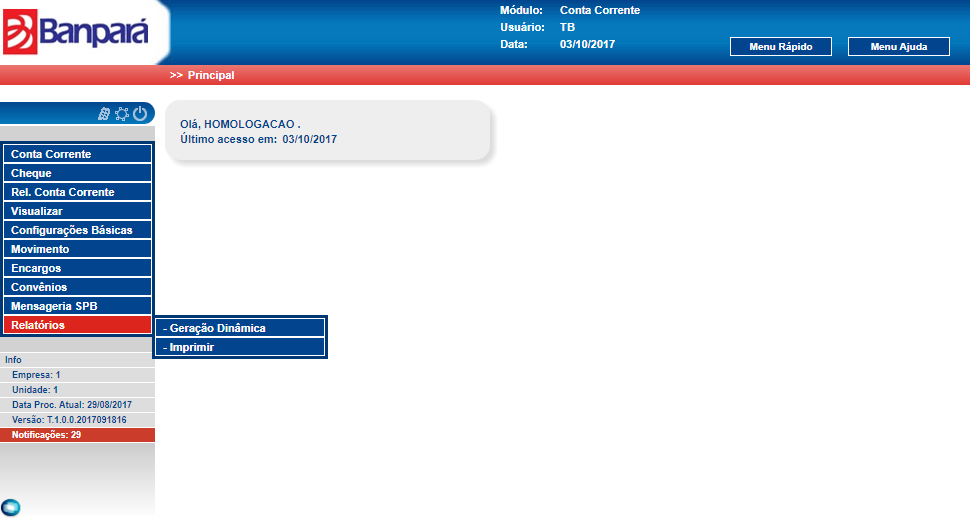 Banpará
Módulo: Conta Corrente
Usuário: TB
Data: 03/10/2017
Menu Rápido
Menu Ajuda
>> Principal
Olá, HOMOLOGACAO .
Último acesso em: 03/10/2017
Conta Corrente
Cheque
Rel. Conta Corrente
Visualizar
Configurações Básicas
Movimento
Encargos
Convênios
Mensageria SPB
Relatórios
- Geração Dinâmica
- Imprimir
Info
Empresa: 1
Unidade: 1
Data Proc. Atual: 29/08/2017
Versão: T.1.0.0.2017091816
Notificações: 29